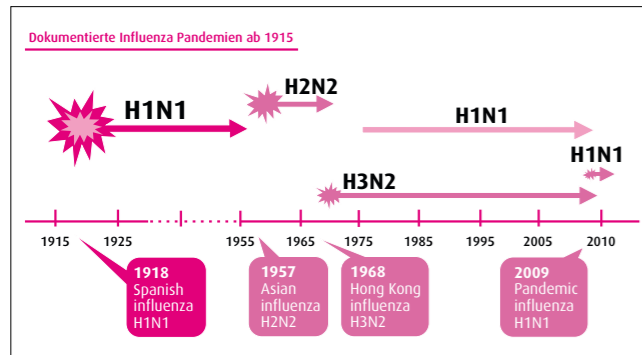 Dokumentierte Influenza Pandemien ab 1915
H2N2
H1N1
H1N1
H1N1
H3N2
1915 1925 1955 1965 1975 1985 1995 2005 2010
1918
Spanish
influenza
H1N1
1957
Asian
influenza
H2N2
1968
Hong Kong
influenza
H3N2
2009
Pandemic
influenza
H1N1